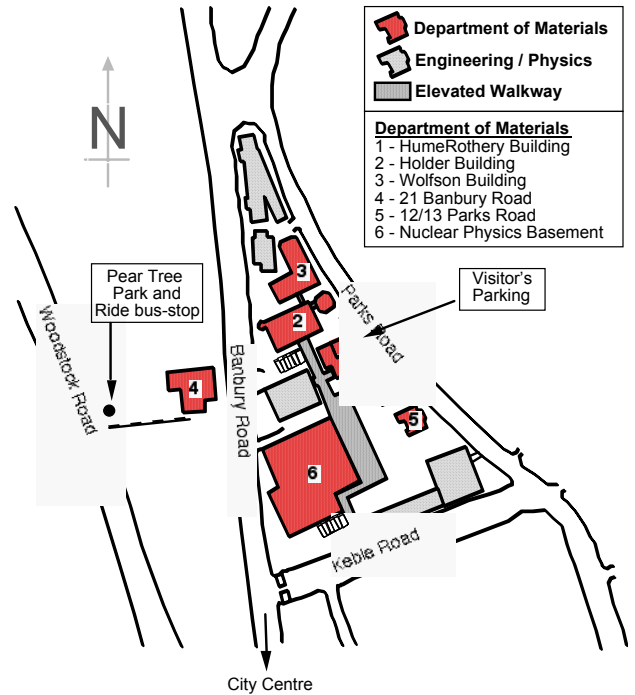 Department of Materials
Engineering / Physics
Elevated Walkway
Department of Materials
1 - HumeRothery Building
2 - Holder Building
3 - Wolfson Building
4 - 21 Banbury Road
5 - 12/13 Parks Road
6 - Nuclear Physics Basement
N
Pear Tree
Park and
Ride bus-stop
Visitor's
Parking
3
2
4
5
6
Woodstock Road
Banbury Road
Parks Road
Keble Road
City Centre